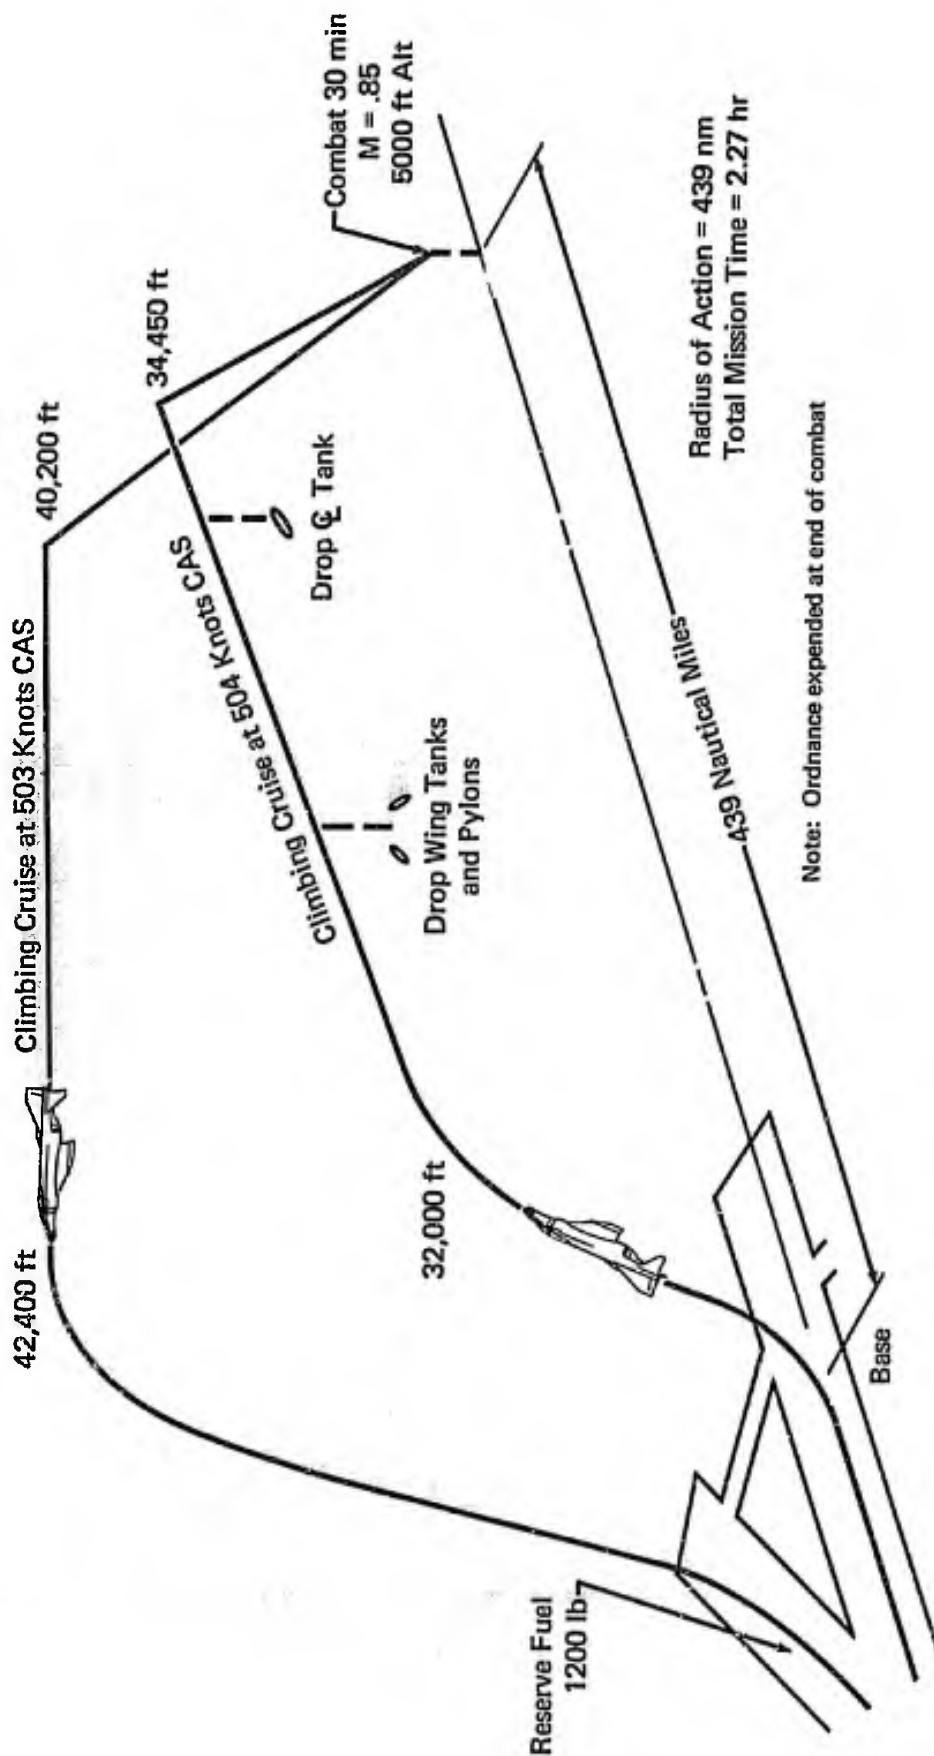 42,400 ft
Climbing Cruise at 503 Knots CAS
40,200 ft
34,450 ft
Combat 30 min
M = .85
5000 ft Alt
Climbing Cruise at 504 Knots CAS
32,000 ft
Drop Wing Tanks
and Pylons
Drop ℄ Tank
Reserve Fuel
1200 lb
Base
439 Nautical Miles
Radius of Action = 439 nm
Total Mission Time = 2.27 hr
Note: Ordnance expended at end of combat